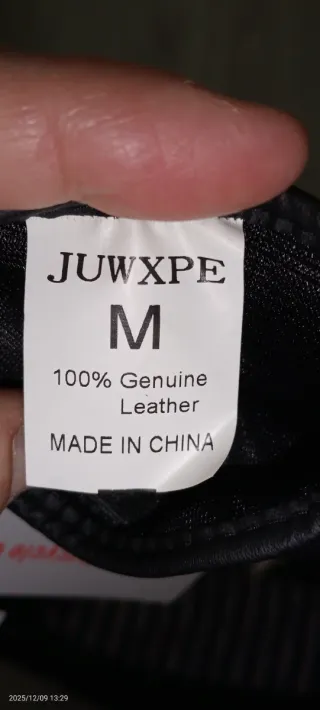 JUWXPE
M
100% Genuine
Leather
MADE IN CHINA
2025/12/09 13:29